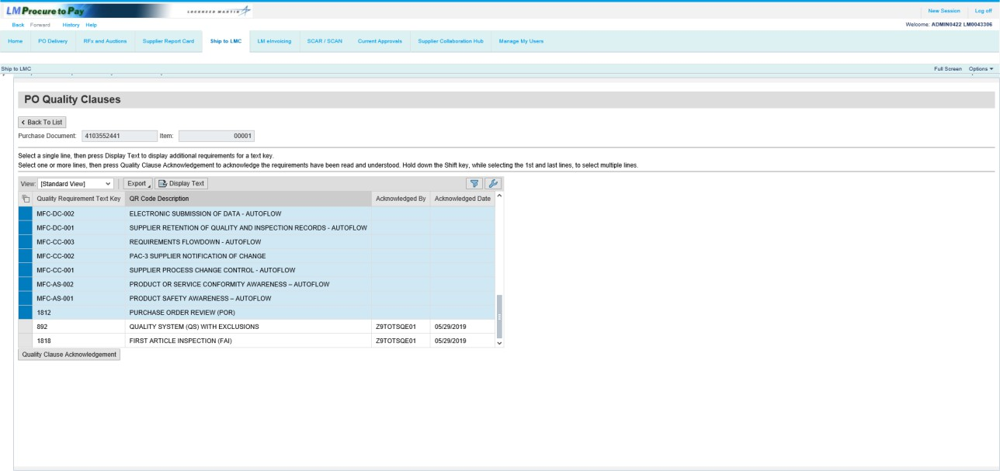 LM Procure to Pay
LOCKHEED MARTIN
New Session Log off
Back Forward History Help
Welcome: ADMIN0422 LM0043306
Home PO Delivery RFx and Auctions Supplier Report Card Ship to LMC LM eInvoicing SCAR / SCAN Current Approvals Supplier Collaboration Hub Manage My Users
Ship to LMC
Full Screen Options
PO Quality Clauses
Back To List
Purchase Document: 4103552441 Item: 00001
Select a single line, then press Display Text to display additional requirements for a text key.
Select one or more lines, then press Quality Clause Acknowledgement to acknowledge the requirements have been read and understood. Hold down the Shift key, while selecting the 1st and last lines, to select multiple lines.
View: [Standard View] Export Display Text
Quality Requirement Text Key QR Code Description Acknowledged By Acknowledged Date
MFC-DC-002 ELECTRONIC SUBMISSION OF DATA - AUTOFLOW
MFC-DC-001 SUPPLIER RETENTION OF QUALITY AND INSPECTION RECORDS - AUTOFLOW
MFC-CC-003 REQUIREMENTS FLOWDOWN - AUTOFLOW
MFC-CC-002 PAC-3 SUPPLIER NOTIFICATION OF CHANGE
MFC-CC-001 SUPPLIER PROCESS CHANGE CONTROL - AUTOFLOW
MFC-AS-002 PRODUCT OR SERVICE CONFORMITY AWARENESS – AUTOFLOW
MFC-AS-001 PRODUCT SAFETY AWARENESS – AUTOFLOW
1812 PURCHASE ORDER REVIEW (POR)
892 QUALITY SYSTEM (QS) WITH EXCLUSIONS Z9TOTSQE01 05/29/2019
1818 FIRST ARTICLE INSPECTION (FAI) Z9TOTSQE01 05/29/2019
Quality Clause Acknowledgement